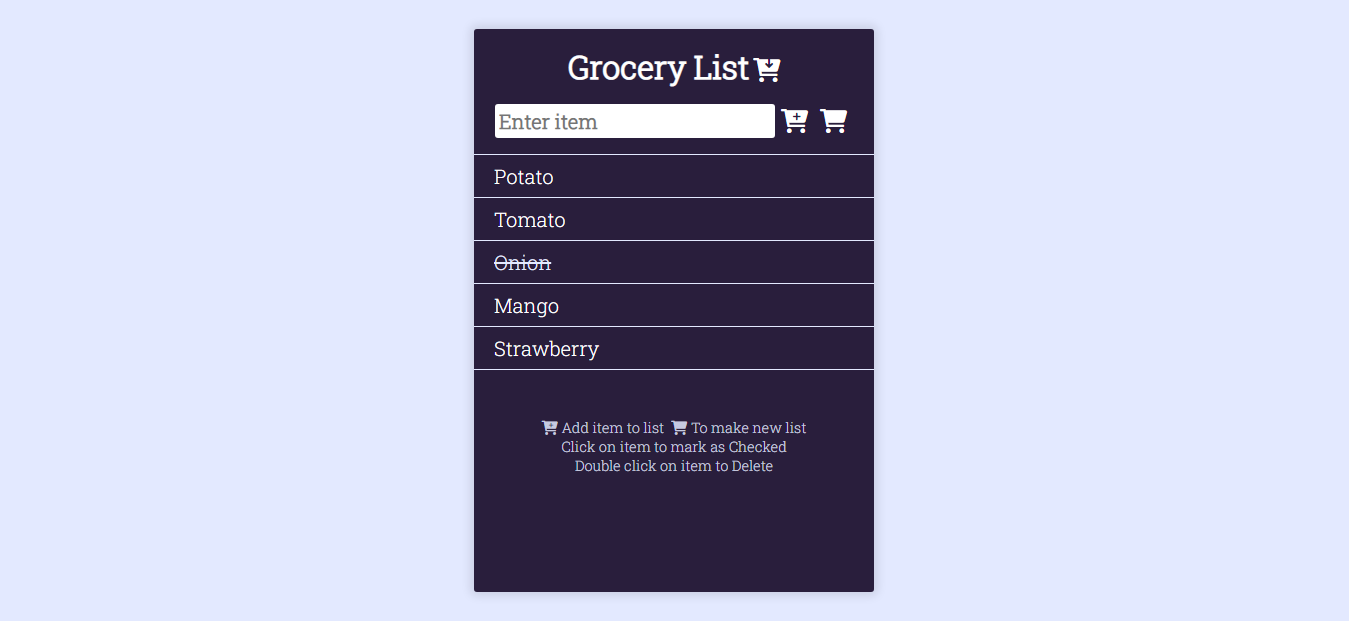 Grocery List
Enter item
Potato
Tomato
Onion
Mango
Strawberry
Add item to list To make new list
Click on item to mark as Checked
Double click on item to Delete